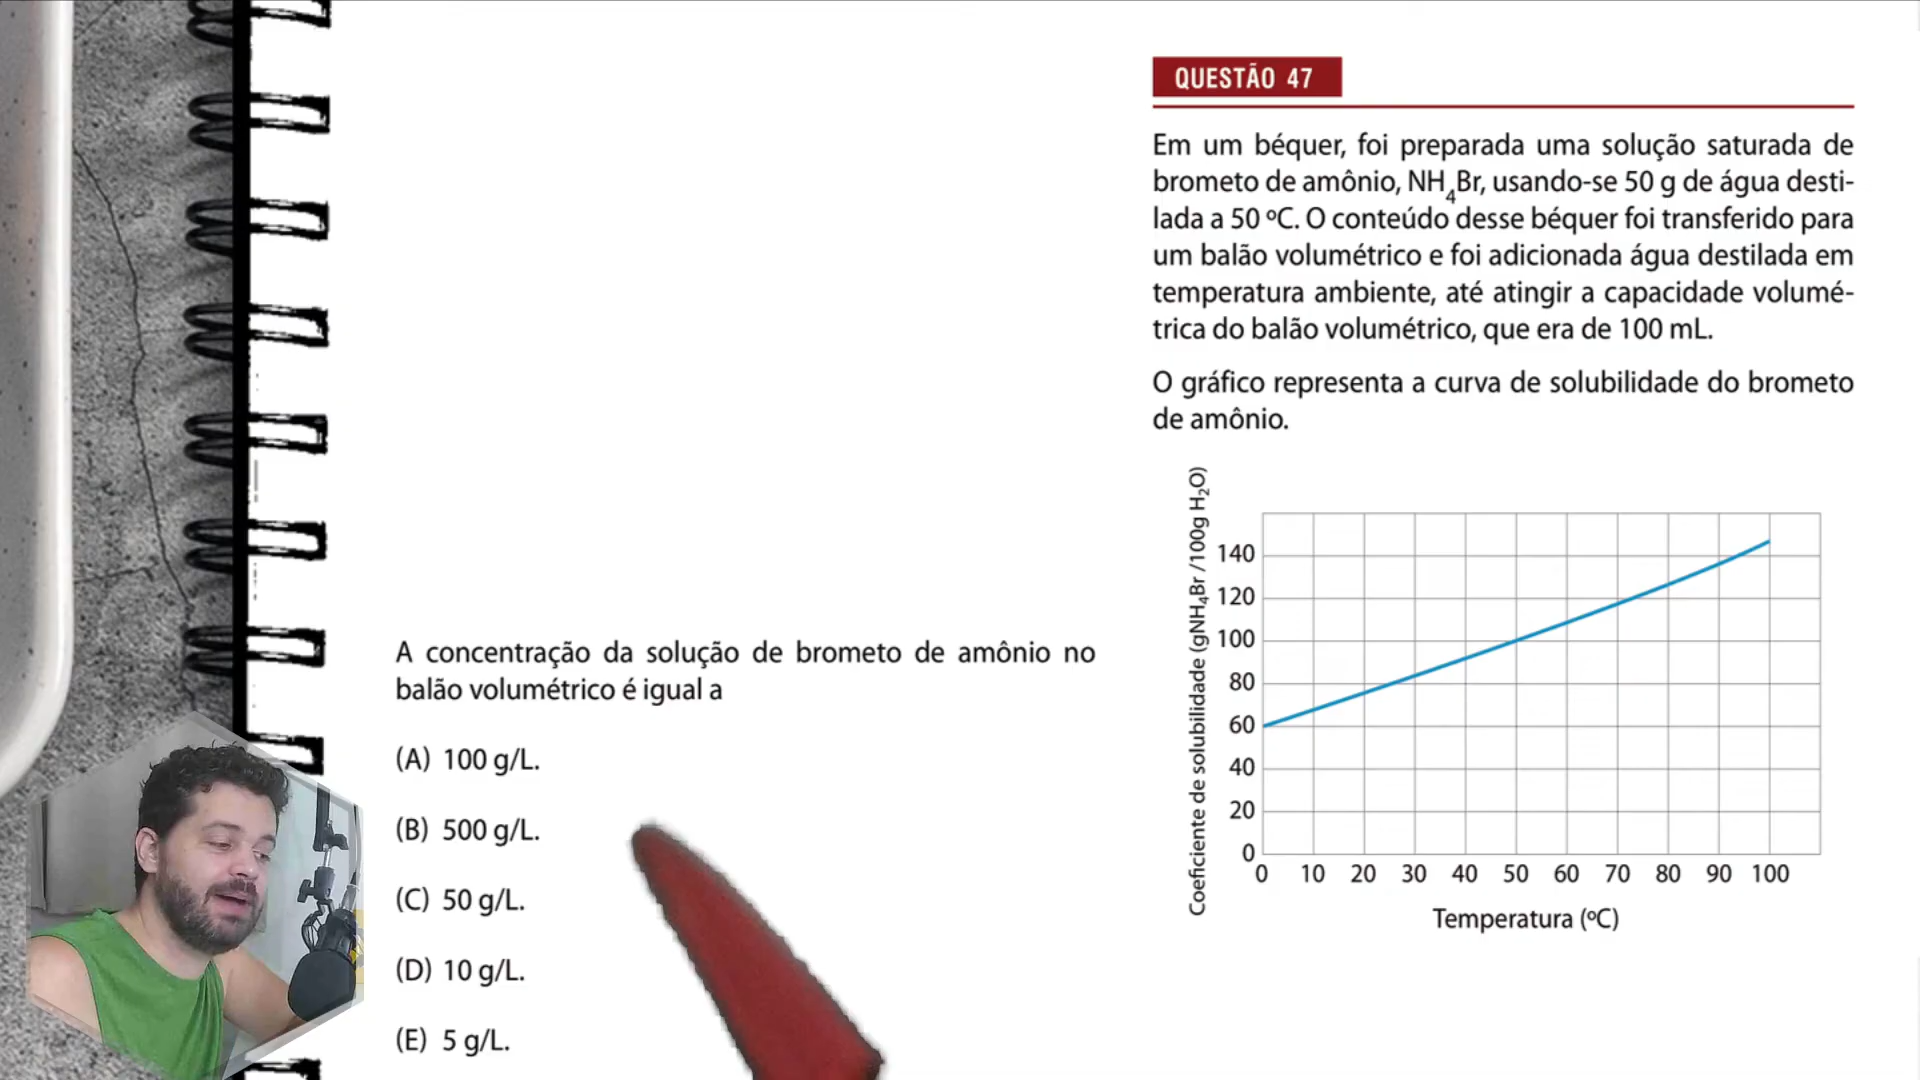 QUESTÃO 47
Em um béquer, foi preparada uma solução saturada de
brometo de amônio, NH₄Br, usando-se 50 g de água desti-
lada a 50 ºC. O conteúdo desse béquer foi transferido para
um balão volumétrico e foi adicionada água destilada em
temperatura ambiente, até atingir a capacidade volumé-
trica do balão volumétrico, que era de 100 mL.
O gráfico representa a curva de solubilidade do brometo
de amônio.
Coeficiente de solubilidade (gNH₄Br /100g H₂O)
140
120
100
80
60
40
20
0
0 10 20 30 40 50 60 70 80 90 100
Temperatura (ºC)
A concentração da solução de brometo de amônio no
balão volumétrico é igual a
(A) 100 g/L.
(B) 500 g/L.
(C) 50 g/L.
(D) 10 g/L.
(E) 5 g/L.